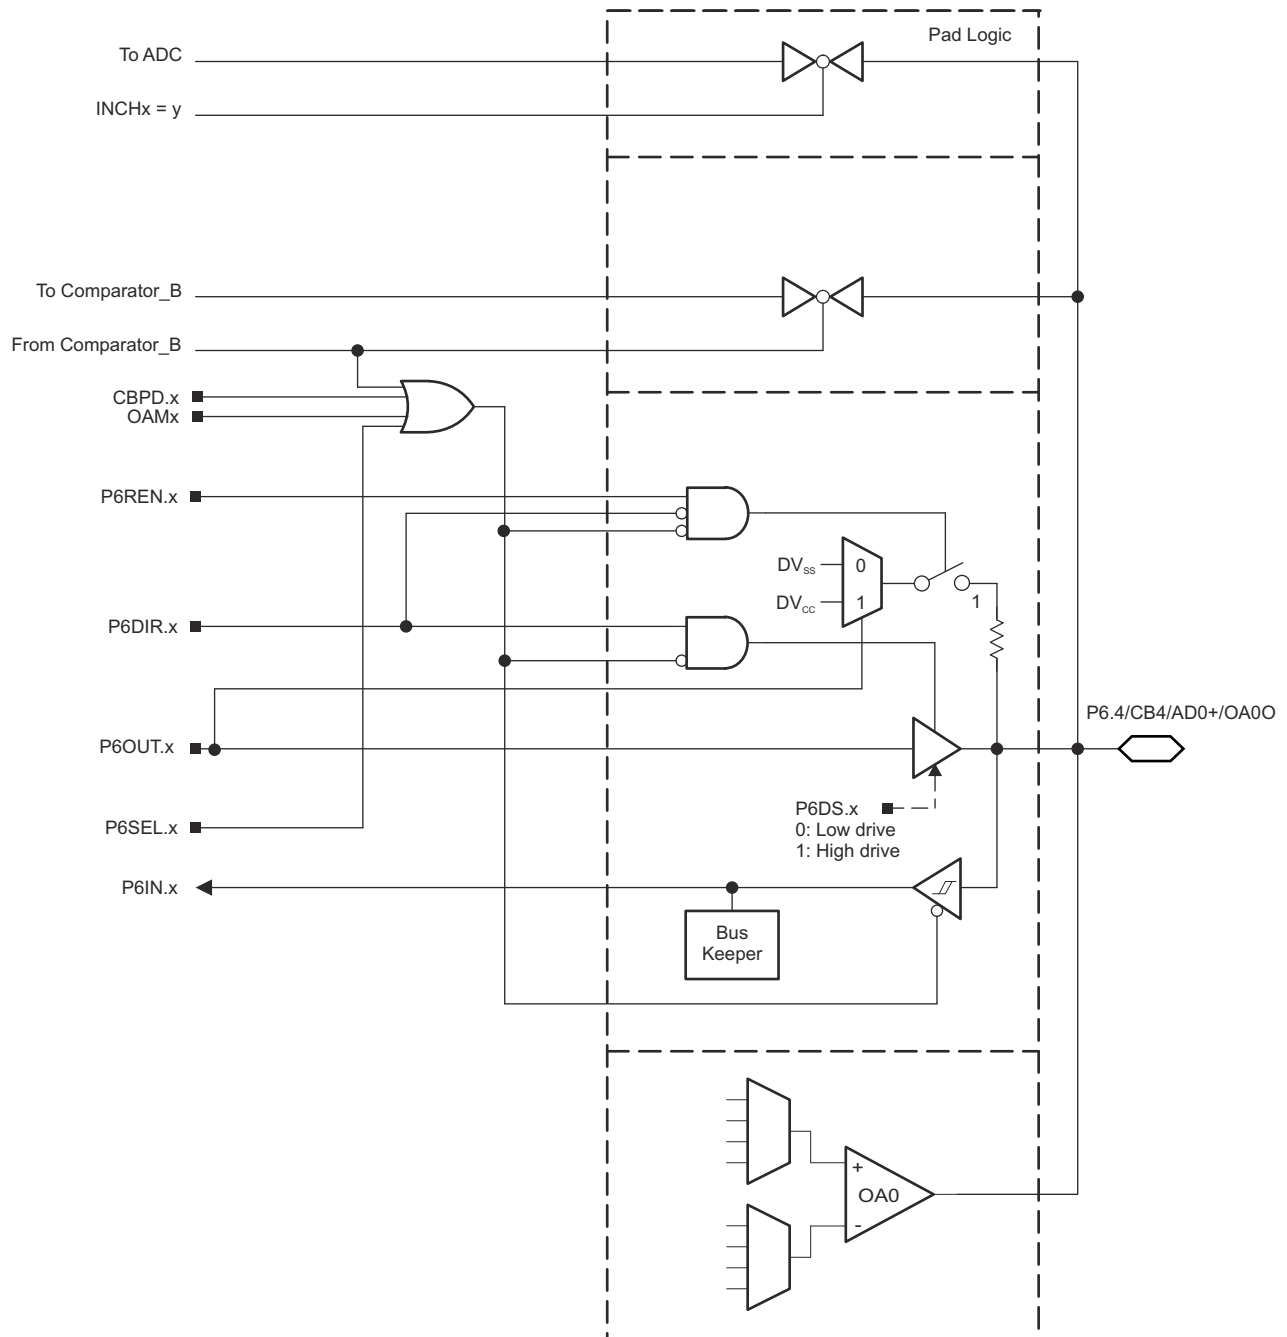 Pad Logic
To ADC
INCHx = y
To Comparator_B
From Comparator_B
CBPD.x
OAMx
P6REN.x
DVSS
0
DVCC
1
1
P6DIR.x
P6.4/CB4/AD0+/OA0O
P6OUT.x
P6DS.x
0: Low drive
1: High drive
P6SEL.x
P6IN.x
Bus
Keeper
+
OA0
-